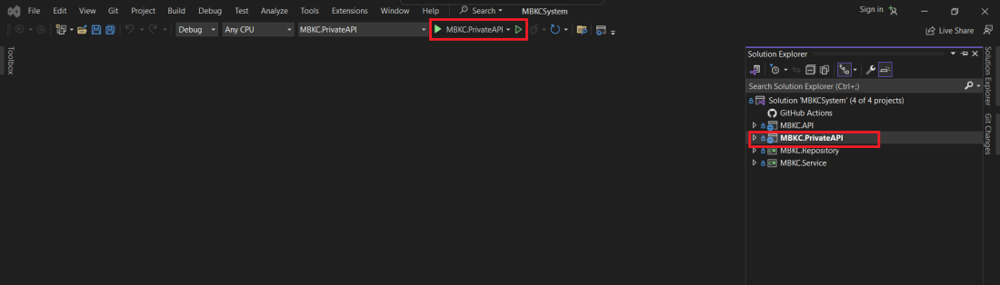 File Edit View Git Project Build Debug Test Analyze Tools Extensions Window Help Search MBKCSystem Sign in
Debug Any CPU MBKC.PrivateAPI MBKC.PrivateAPI Live Share
Toolbox
Solution Explorer
Search Solution Explorer (Ctrl+;)
Solution 'MBKCSystem' (4 of 4 projects)
GitHub Actions
MBKC.API
MBKC.PrivateAPI
MBKC.Repository
MBKC.Service
Solution Explorer
Git Changes